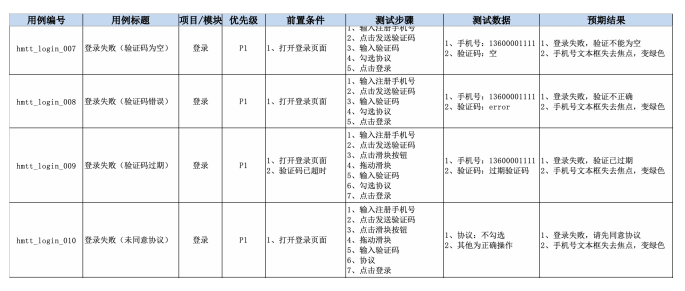 用例编号 用例标题 项目/模块 优先级 前置条件 测试步骤 测试数据 预期结果
hmtt_login_007 登录失败（验证码为空） 登录 P1 1、打开登录页面
1、输入注册手机号
2、点击发送验证码
3、输入验证码
4、勾选协议
5、点击登录
1、手机号：13600001111
2、验证码：空
1、登录失败，验证不能为空
2、手机号文本框失去焦点，变绿色
hmtt_login_008 登录失败（验证码错误） 登录 P1 1、打开登录页面
1、输入注册手机号
2、点击发送验证码
3、输入验证码
4、勾选协议
5、点击登录
1、手机号：13600001111
2、验证码：error
1、登录失败，验证不正确
2、手机号文本框失去焦点，变绿色
hmtt_login_009 登录失败（验证码过期） 登录 P1
1、打开登录页面
2、验证码已超时
1、输入注册手机号
2、点击发送验证码
3、点击滑块按钮
4、拖动滑块
5、输入验证码
6、勾选协议
7、点击登录
1、手机号：13600001111
2、验证码：过期验证码
1、登录失败，验证已过期
2、手机号文本框失去焦点，变绿色
hmtt_login_010 登录失败（未同意协议） 登录 P1 1、打开登录页面
1、输入注册手机号
2、点击发送验证码
3、点击滑块按钮
4、拖动滑块
5、输入验证码
6、协议
7、点击登录
1、协议：不勾选
2、其他为正确操作
1、登录失败，请先同意协议
2、手机号文本框失去焦点，变绿色